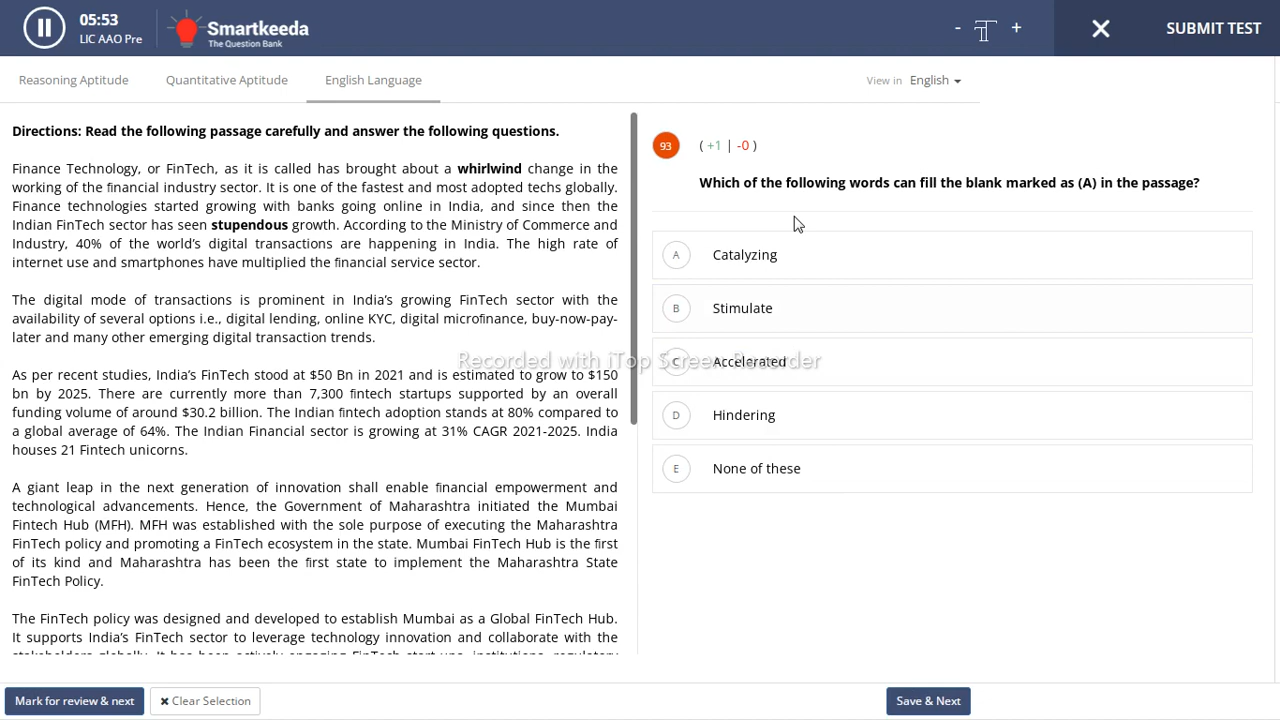 05:53
LIC AAO Pre
Smartkeeda
The Question Bank
- T +
SUBMIT TEST
Reasoning Aptitude
Quantitative Aptitude
English Language
View in English
Directions: Read the following passage carefully and answer the following questions.
Finance Technology, or FinTech, as it is called has brought about a whirlwind change in the
working of the financial industry sector. It is one of the fastest and most adopted techs globally.
Finance technologies started growing with banks going online in India, and since then the
Indian FinTech sector has seen stupendous growth. According to the Ministry of Commerce and
Industry, 40% of the world's digital transactions are happening in India. The high rate of
internet use and smartphones have multiplied the financial service sector.
The digital mode of transactions is prominent in India's growing FinTech sector with the
availability of several options i.e., digital lending, online KYC, digital microfinance, buy-now-pay-
later and many other emerging digital transaction trends.
As per recent studies, India's FinTech stood at $50 Bn in 2021 and is estimated to grow to $150
bn by 2025. There are currently more than 7,300 fintech startups supported by an overall
funding volume of around $30.2 billion. The Indian fintech adoption stands at 80% compared to
a global average of 64%. The Indian Financial sector is growing at 31% CAGR 2021-2025. India
houses 21 Fintech unicorns.
A giant leap in the next generation of innovation shall enable financial empowerment and
technological advancements. Hence, the Government of Maharashtra initiated the Mumbai
Fintech Hub (MFH). MFH was established with the sole purpose of executing the Maharashtra
FinTech policy and promoting a FinTech ecosystem in the state. Mumbai FinTech Hub is the first
of its kind and Maharashtra has been the first state to implement the Maharashtra State
FinTech Policy.
The FinTech policy was designed and developed to establish Mumbai as a Global FinTech Hub.
It supports India's FinTech sector to leverage technology innovation and collaborate with the
stakeholders globally. It has been actively engaging FinTech start-ups, institutions, regulatory
93
( +1 | -0 )
Which of the following words can fill the blank marked as (A) in the passage?
A Catalyzing
B Stimulate
C Accelerated
D Hindering
E None of these
Recorded with iTop Screen Recorder
Mark for review & next
Clear Selection
Save & Next